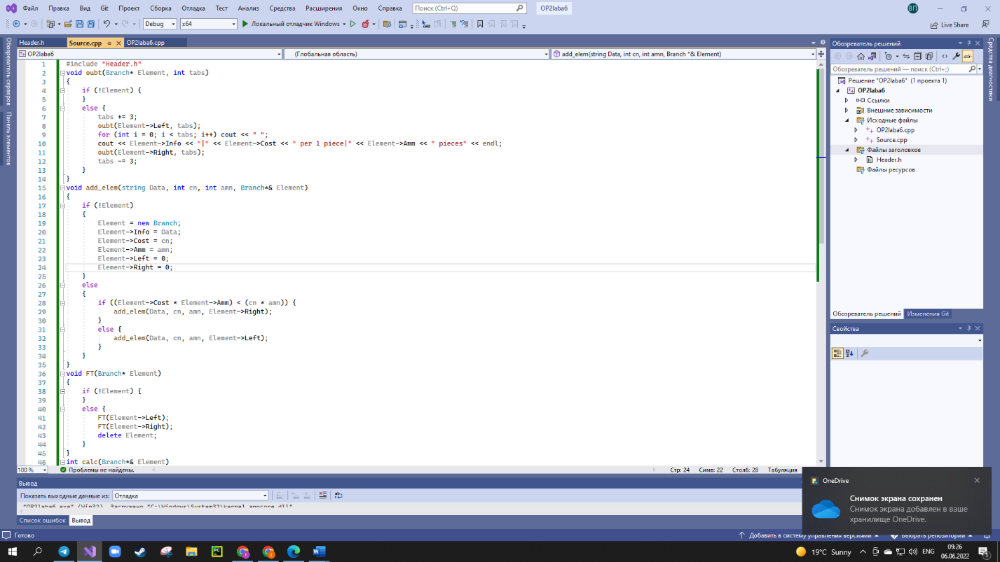 Файл Правка Вид Git Проект Сборка Отладка Тест Анализ Средства Расширения Окно Справка Поиск (Ctrl+Q) OP2laba6 ВП
Debug x64 Локальный отладчик Windows Live Share
Обозреватель серверов
Панель элементов
Header.h Source.cpp OP2laba6.cpp
OP2laba6 (Глобальная область) add_elem(string Data, int cn, int amn, Branch *& Element)
1 #include "Header.h"
2 void oubt(Branch* Element, int tabs)
3 {
4 if (!Element) {
5 }
6 else {
7 tabs += 3;
8 oubt(Element->Left, tabs);
9 for (int i = 0; i < tabs; i++) cout << " ";
10 cout << Element->Info << "|" << Element->Cost << " per 1 piece|" << Element->Amm << " pieces" << endl;
11 oubt(Element->Right, tabs);
12 tabs -= 3;
13 }
14 }
15 void add_elem(string Data, int cn, int amn, Branch*& Element)
16 {
17 if (!Element)
18 {
19 Element = new Branch;
20 Element->Info = Data;
21 Element->Cost = cn;
22 Element->Amm = amn;
23 Element->Left = 0;
24 Element->Right = 0;
25 }
26 else
27 {
28 if ((Element->Cost * Element->Amm) < (cn * amn)) {
29 add_elem(Data, cn, amn, Element->Right);
30 }
31 else {
32 add_elem(Data, cn, amn, Element->Left);
33 }
34 }
35 }
36 void FT(Branch* Element)
37 {
38 if (!Element) {
39 }
40 else {
41 FT(Element->Left);
42 FT(Element->Right);
43 delete Element;
44 }
45 }
46 int calc(Branch*& Element)
100 % Проблемы не найдены. Стр: 24 Симв: 22 Столб: 28 Табуляция
Вывод
Показать выходные данные из: Отладка
"OP2laba6.exe" (Win32). Загружено "C:\Windows\System32\kernel.appcore.dll".
Список ошибок Вывод
Готово Добавить в систему управления версиями Выбрать репозиторий
Обозреватель решений
Обозреватель решений — поиск (Ctrl+;)
Решение "OP2laba6" (1 проекта 1)
OP2laba6
Ссылки
Внешние зависимости
Исходные файлы
OP2laba6.cpp
Source.cpp
Файлы заголовков
Header.h
Файлы ресурсов
Обозреватель решений Изменения Git
Свойства
Средства диагностики
OneDrive
Снимок экрана сохранен
Снимок экрана добавлен в ваше
хранилище OneDrive.
19°C Sunny ENG 09:26
06.06.2022